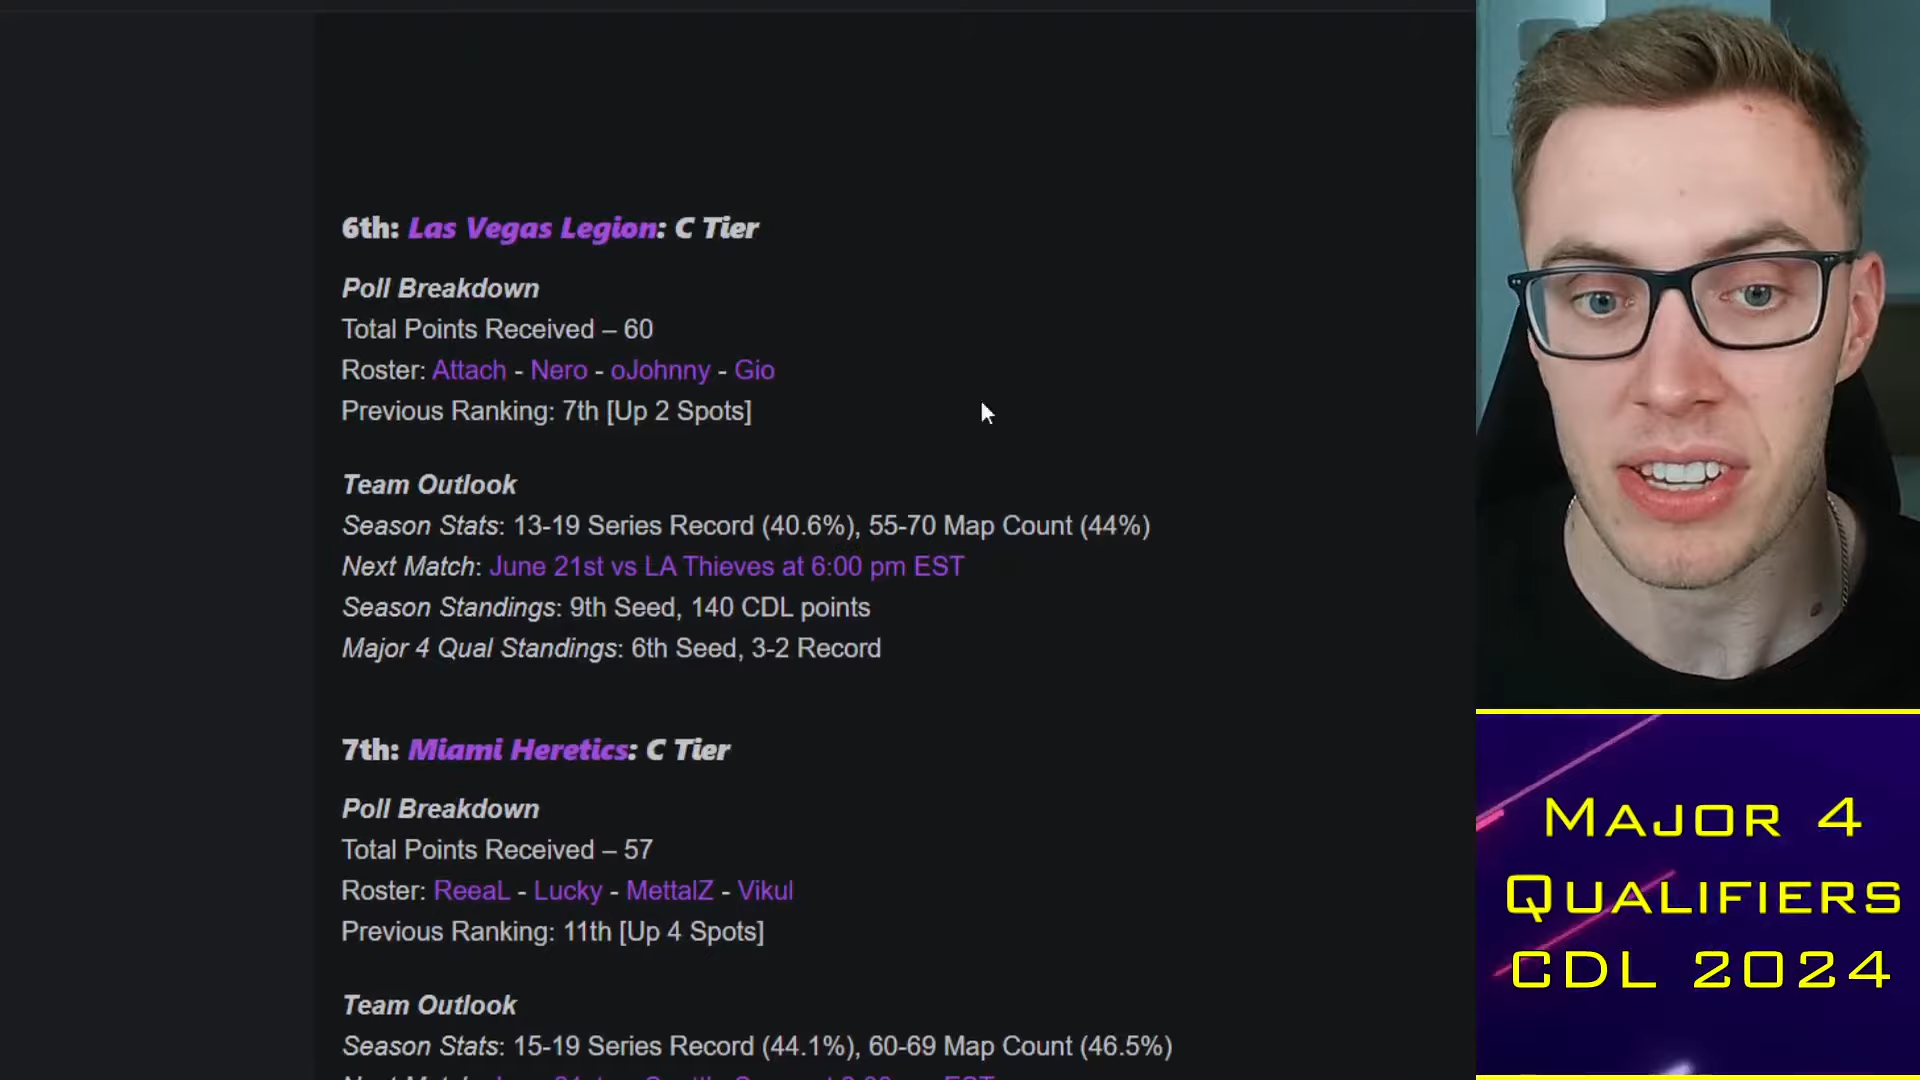 6th: Las Vegas Legion: C Tier
Poll Breakdown
Total Points Received – 60
Roster: Attach - Nero - oJohnny - Gio
Previous Ranking: 7th [Up 2 Spots]
Team Outlook
Season Stats: 13-19 Series Record (40.6%), 55-70 Map Count (44%)
Next Match: June 21st vs LA Thieves at 6:00 pm EST
Season Standings: 9th Seed, 140 CDL points
Major 4 Qual Standings: 6th Seed, 3-2 Record
7th: Miami Heretics: C Tier
Poll Breakdown
Total Points Received – 57
Roster: ReeaL - Lucky - MettalZ - Vikul
Previous Ranking: 11th [Up 4 Spots]
Team Outlook
Season Stats: 15-19 Series Record (44.1%), 60-69 Map Count (46.5%)
MAJOR 4
QUALIFIERS
CDL 2024